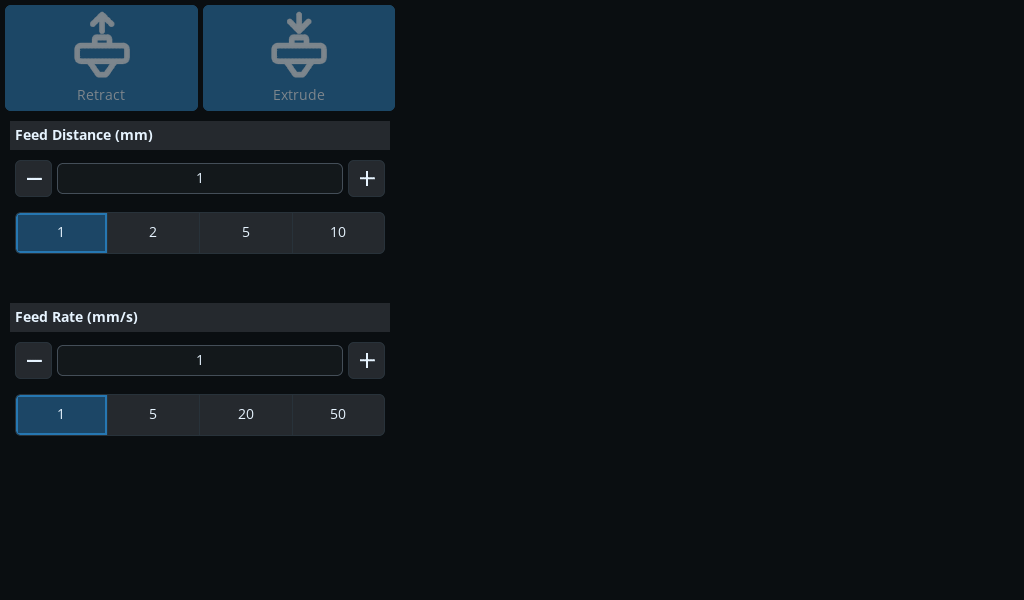 Retract Extrude
Feed Distance (mm)
1
1 2 5 10
Feed Rate (mm/s)
1
1 5 20 50